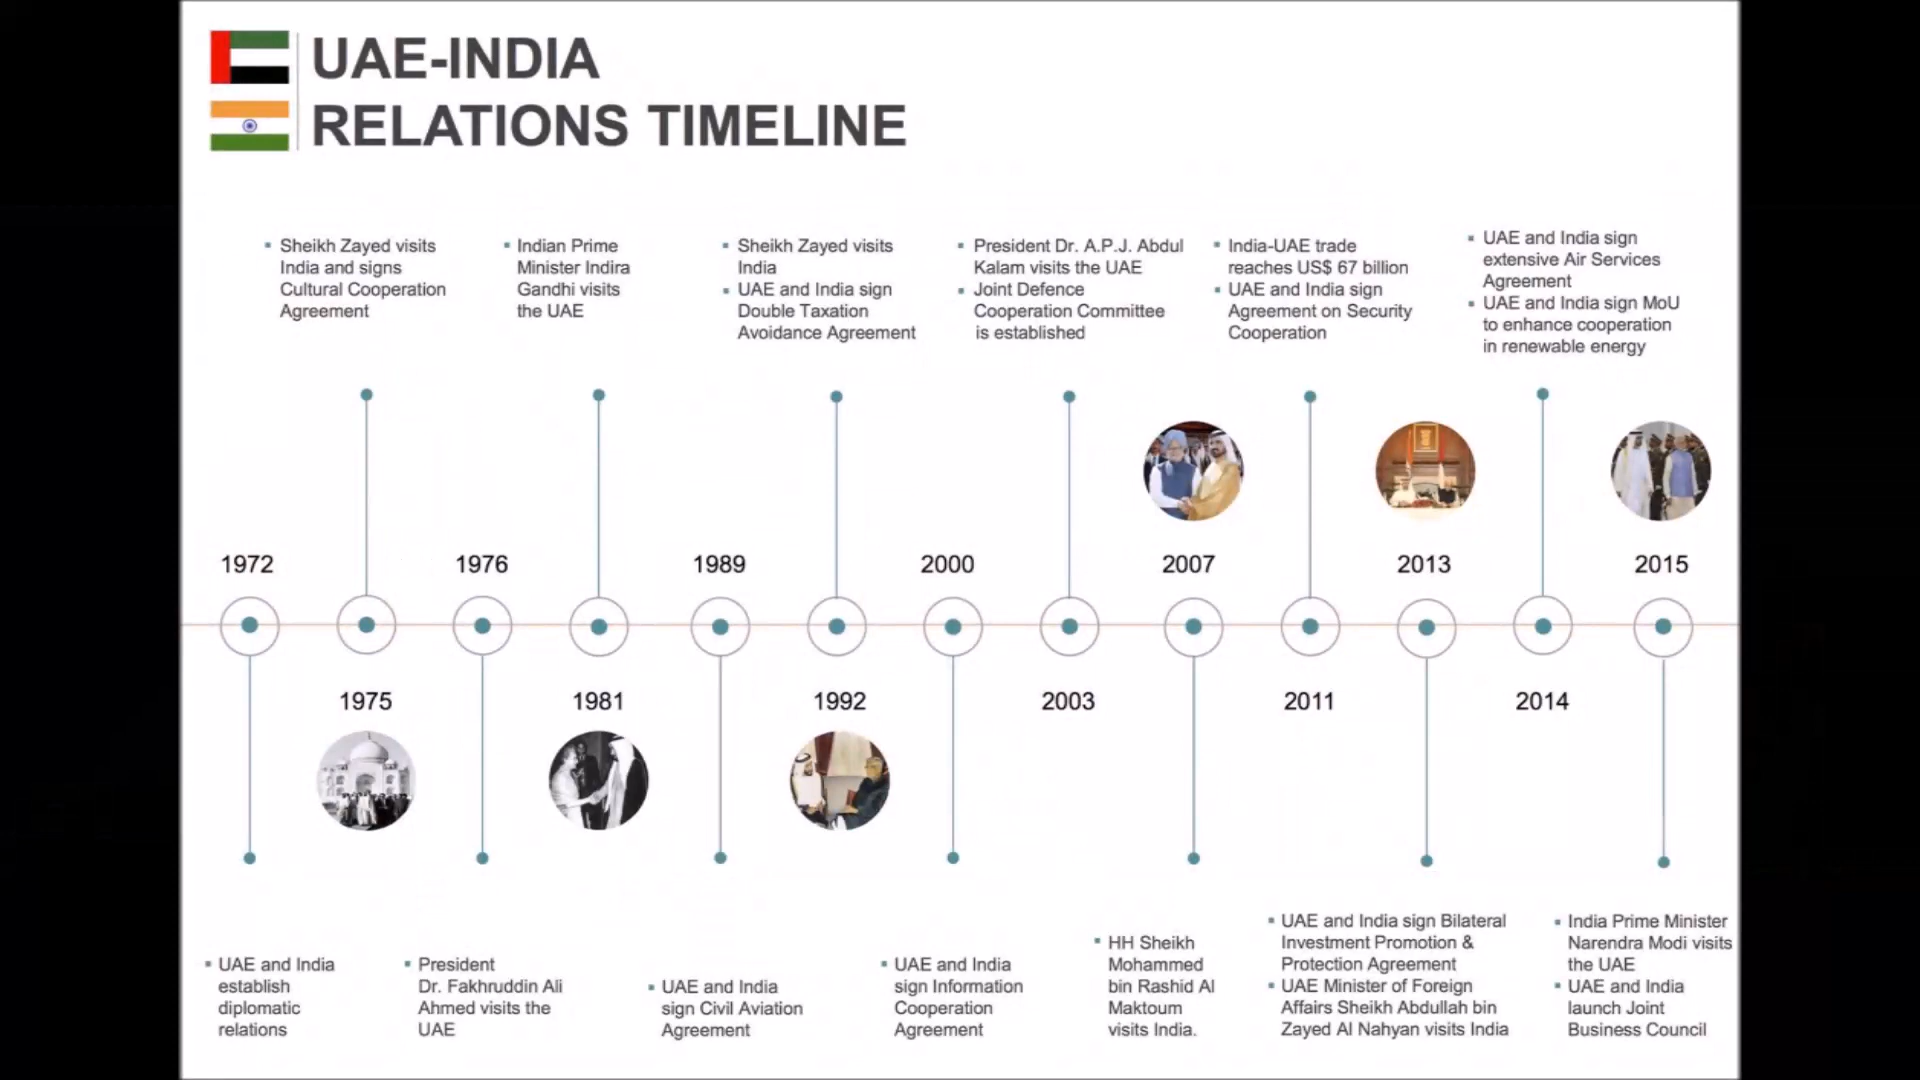 UAE-INDIA
RELATIONS TIMELINE
▪ Sheikh Zayed visits
India and signs
Cultural Cooperation
Agreement
▪ Indian Prime
Minister Indira
Gandhi visits
the UAE
▪ Sheikh Zayed visits
India
▪ UAE and India sign
Double Taxation
Avoidance Agreement
▪ President Dr. A.P.J. Abdul
Kalam visits the UAE
▪ Joint Defence
Cooperation Committee
is established
▪ India-UAE trade
reaches US$ 67 billion
▪ UAE and India sign
Agreement on Security
Cooperation
▪ UAE and India sign
extensive Air Services
Agreement
▪ UAE and India sign MoU
to enhance cooperation
in renewable energy
1972
1976
1989
2000
2007
2013
2015
1975
1981
1992
2003
2011
2014
▪ UAE and India
establish
diplomatic
relations
▪ President
Dr. Fakhruddin Ali
Ahmed visits the
UAE
▪ UAE and India
sign Civil Aviation
Agreement
▪ UAE and India
sign Information
Cooperation
Agreement
▪ HH Sheikh
Mohammed
bin Rashid Al
Maktoum
visits India.
▪ UAE and India sign Bilateral
Investment Promotion &
Protection Agreement
▪ UAE Minister of Foreign
Affairs Sheikh Abdullah bin
Zayed Al Nahyan visits India
▪ India Prime Minister
Narendra Modi visits
the UAE
▪ UAE and India
launch Joint
Business Council